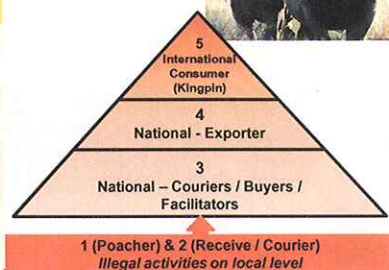 5
International
Consumer
(Kingpin)
4
National - Exporter
3
National – Couriers / Buyers /
Facilitators
1 (Poacher) & 2 (Receive / Courier)
Illegal activities on local level